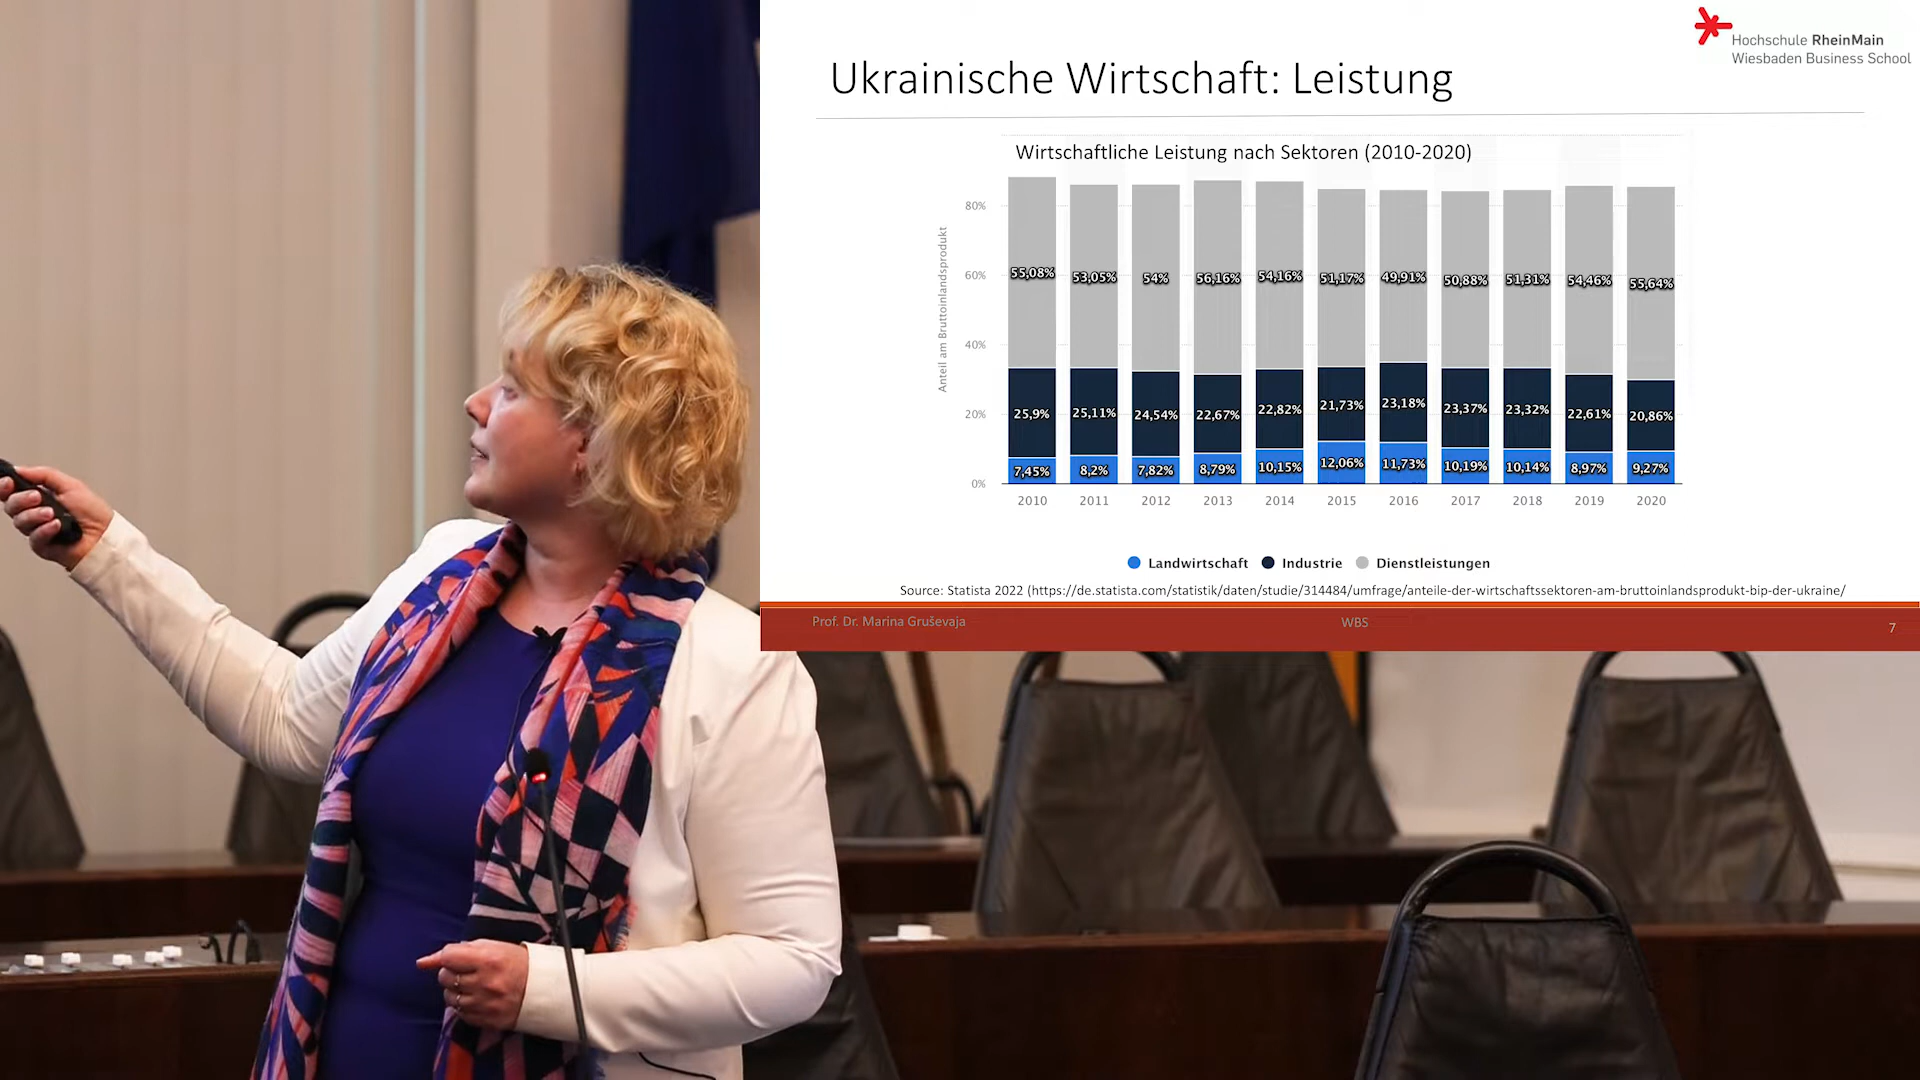 Hochschule RheinMain
Wiesbaden Business School
Ukrainische Wirtschaft: Leistung
Wirtschaftliche Leistung nach Sektoren (2010-2020)
Anteil am Bruttoinlandsprodukt
80%
60%
40%
20%
0%
55,08% 53,05% 54% 56,16% 54,16% 51,17% 49,91% 50,88% 51,31% 54,46% 55,64%
25,9% 25,11% 24,54% 22,67% 22,82% 21,73% 23,18% 23,37% 23,32% 22,61% 20,86%
7,45% 8,2% 7,82% 8,79% 10,15% 12,06% 11,73% 10,19% 10,14% 8,97% 9,27%
2010 2011 2012 2013 2014 2015 2016 2017 2018 2019 2020
Landwirtschaft Industrie Dienstleistungen
Source: Statista 2022 (https://de.statista.com/statistik/daten/studie/314484/umfrage/anteile-der-wirtschaftssektoren-am-bruttoinlandsprodukt-bip-der-ukraine/
Prof. Dr. Marina Gruševaja WBS 7